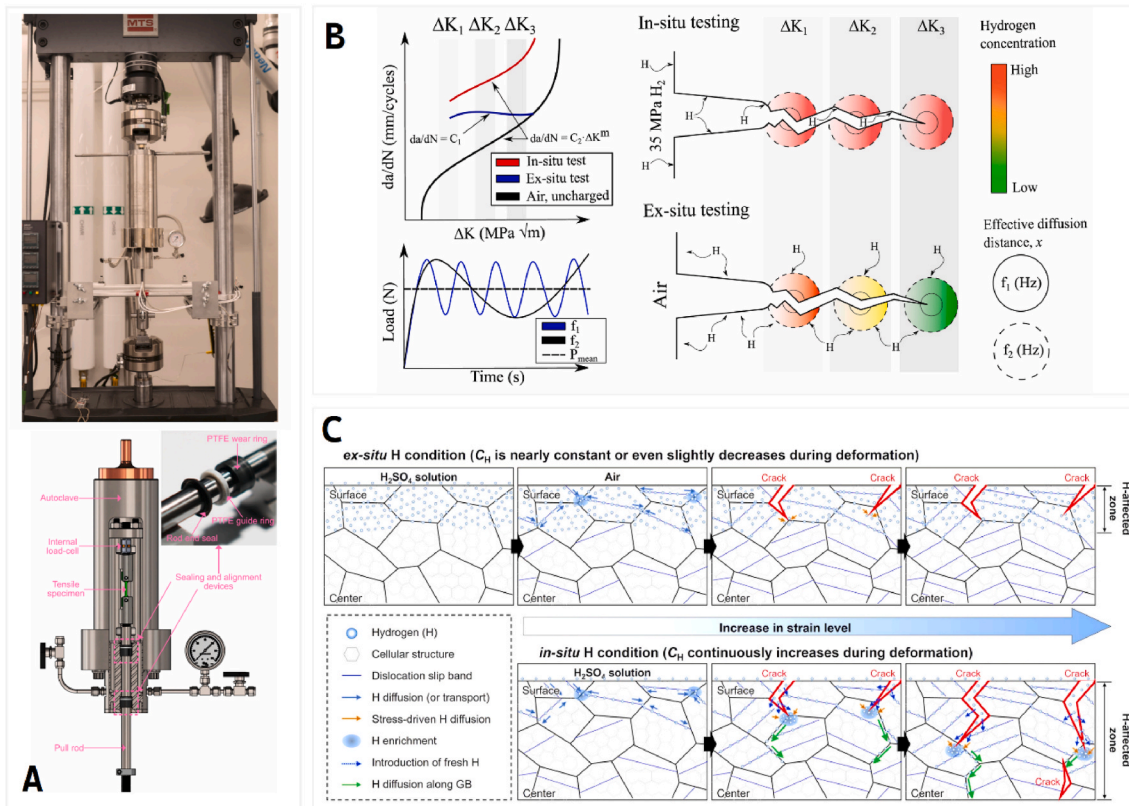 MTS
A
PTFE wear ring
Autoclave
PTFE guide ring
Rod and seal
Internal
load-cell
Sealing and alignment
devices
Tensile
specimen
Pull rod
B
ΔK₁ ΔK₂ ΔK₃
da/dN (mm/cycles)
da/dN = C₁
da/dN = C₂·ΔKᵐ
In-situ test
Ex-situ test
Air, uncharged
ΔK (MPa √m)
Load (N)
f₁
f₂
Pmean
Time (s)
In-situ testing
ΔK₁ ΔK₂ ΔK₃
35 MPa H₂
H
H
H
H
H
H
H
Ex-situ testing
Air
H
H
H
H
H
H
H
H
H
H
Hydrogen
concentration
High
Low
Effective diffusion
distance, x
f₁ (Hz)
f₂ (Hz)
C
ex-situ H condition (CH is nearly constant or even slightly decreases during deformation)
H₂SO₄ solution
Surface
Center
Air
Surface
Center
Crack
Crack
Surface
Center
Crack
Crack
Surface
Center
H-affected
zone
Increase in strain level
Hydrogen (H)
Cellular structure
Dislocation slip band
H diffusion (or transport)
Stress-driven H diffusion
H enrichment
Introduction of fresh H
H diffusion along GB
in-situ H condition (CH continuously increases during deformation)
H₂SO₄ solution
Surface
Center
Crack
Crack
Surface
Center
Crack
Crack
Surface
Crack
Center
H-affected
zone